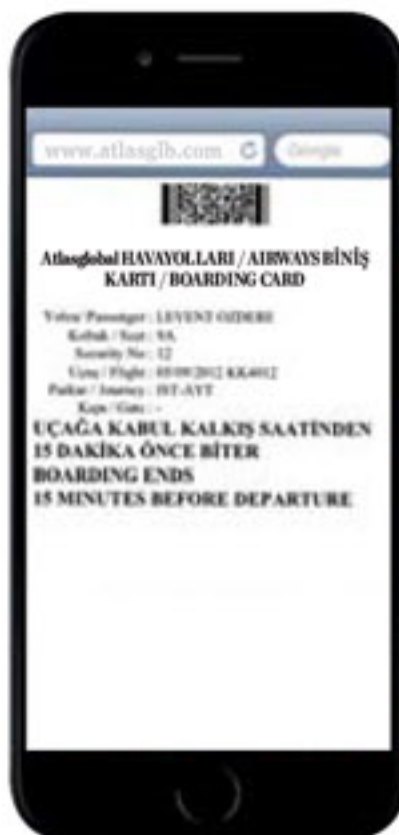 www.atlasglb.com
Google
Atlasglobal HAVAYOLLARI / AIRWAYS BİNİŞ
KARTI / BOARDING CARD
Yolcu/ Passenger : LEVENT OZDERE
Koltuk / Seat : 9A
Security No : 12
Uçuş / Flight : 05/09/2012 KK4012
Parkur / Journey : IST-AYT
Kapı / Gate : -
UÇAĞA KABUL KALKIŞ SAATİNDEN
15 DAKİKA ÖNCE BİTER
BOARDING ENDS
15 MINUTES BEFORE DEPARTURE